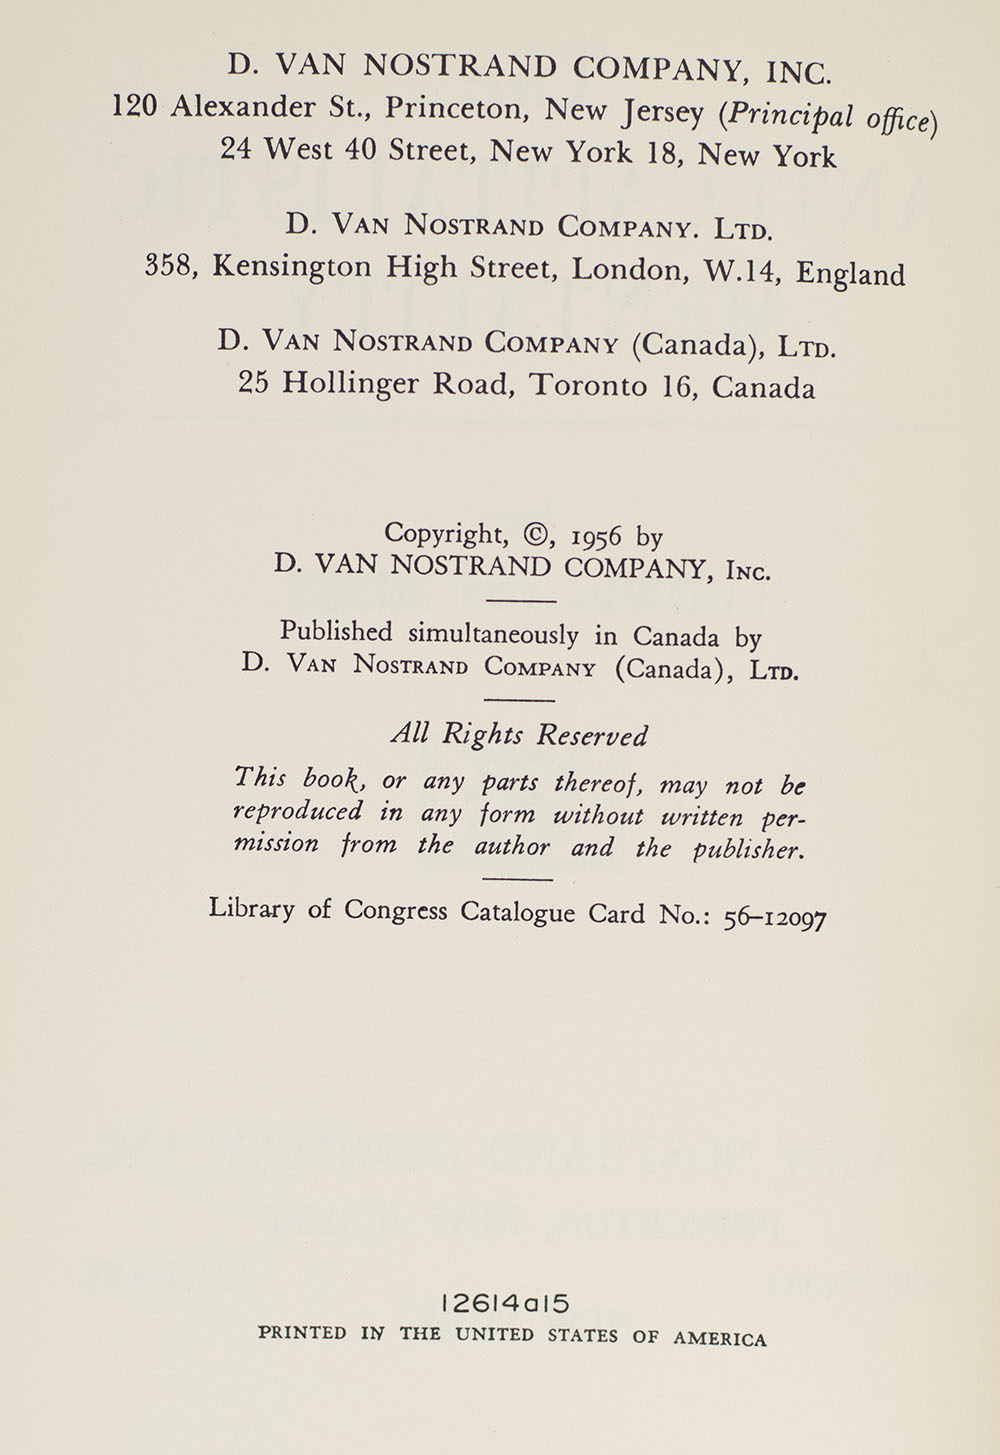 D. VAN NOSTRAND COMPANY, INC.
120 Alexander St., Princeton, New Jersey (Principal office)
24 West 40 Street, New York 18, New York
D. VAN NOSTRAND COMPANY. LTD.
358, Kensington High Street, London, W.14, England
D. VAN NOSTRAND COMPANY (Canada), LTD.
25 Hollinger Road, Toronto 16, Canada
Copyright, ©, 1956 by
D. VAN NOSTRAND COMPANY, INC.
Published simultaneously in Canada by
D. VAN NOSTRAND COMPANY (Canada), LTD.
All Rights Reserved
This book, or any parts thereof, may not be
reproduced in any form without written per-
mission from the author and the publisher.
Library of Congress Catalogue Card No.: 56–12097
12614a15
PRINTED IN THE UNITED STATES OF AMERICA